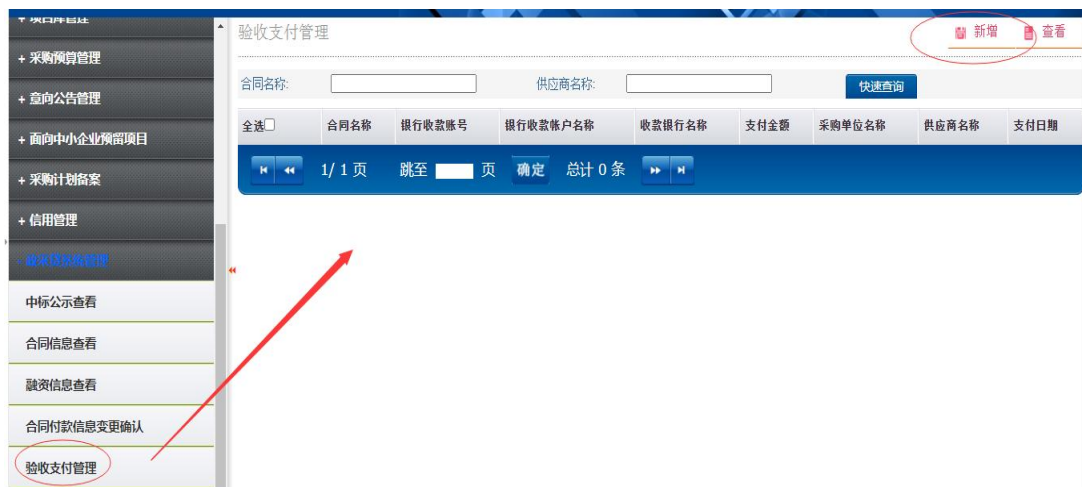 验收支付管理
新增 查看
+ 采购预算管理
合同名称: 供应商名称: 快速查询
+ 意向公告管理
全选 合同名称 银行收款账号 银行收款帐户名称 收款银行名称 支付金额 采购单位名称 供应商名称 支付日期
+ 面向中小企业预留项目
1/ 1 页 跳至 页 确定 总计 0 条
+ 采购计划备案
+ 信用管理
中标公示查看
合同信息查看
融资信息查看
合同付款信息变更确认
验收支付管理